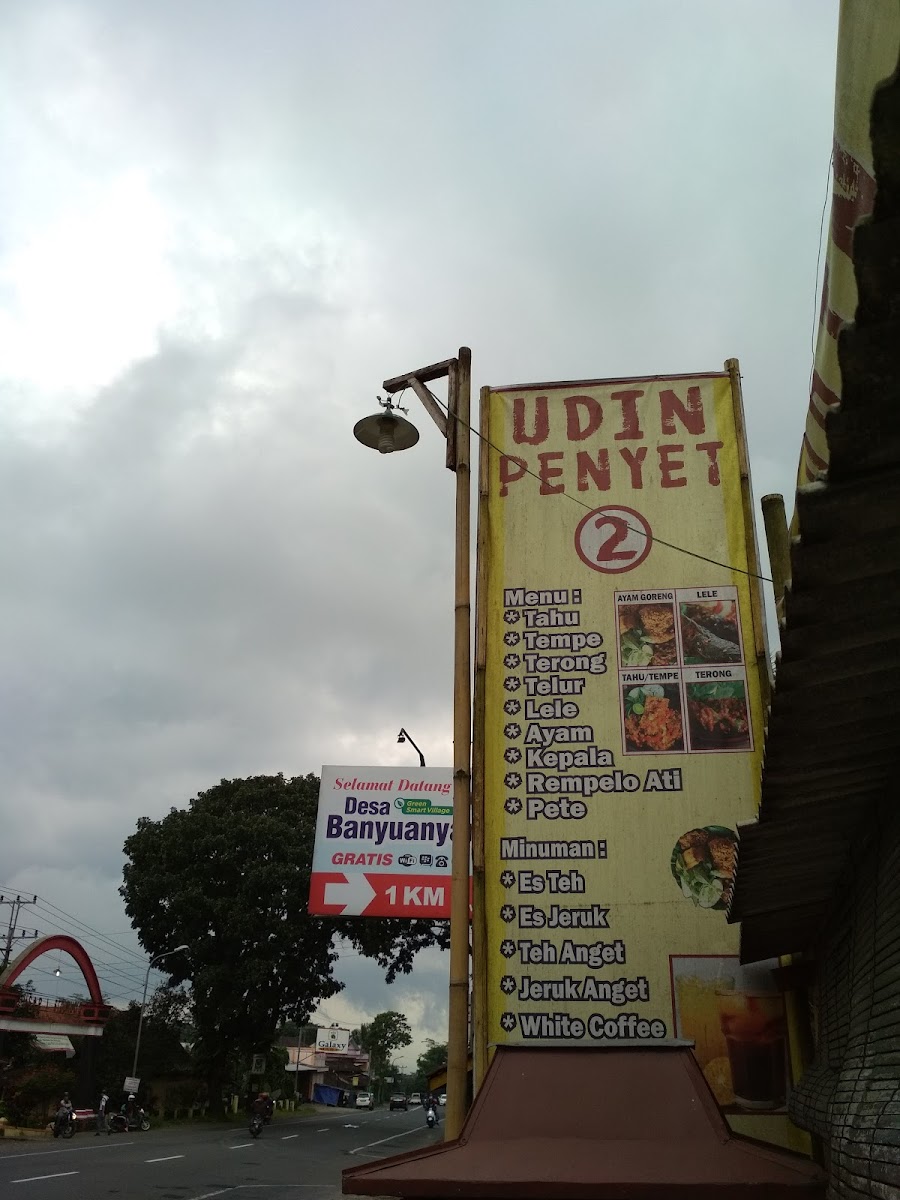 UDIN
PENYET
2
Menu :
* Tahu
* Tempe
* Terong
* Telur
* Lele
* Ayam
* Kepala
* Rempelo Ati
* Pete
AYAM GORENG
LELE
TAHU/TEMPE
TERONG
Minuman :
* Es Teh
* Es Jeruk
* Teh Anget
* Jeruk Anget
* White Coffee
Selamat Datang
Desa
Green
Smart Village
Banyuanya
GRATIS
WiFi
1 KM
Galaxy